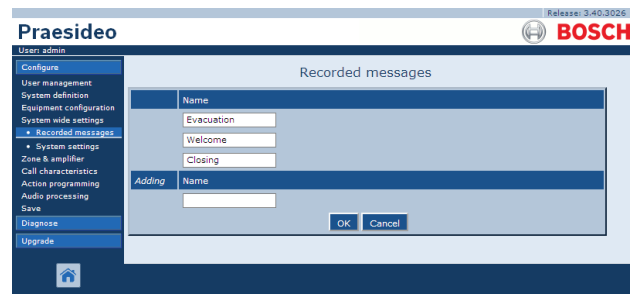 Release: 3.40.3026
Praesideo
BOSCH
User: admin
Configure
User management
System definition
Equipment configuration
System wide settings
• Recorded messages
• System settings
Zone & amplifier
Call characteristics
Action programming
Audio processing
Save
Diagnose
Upgrade
Recorded messages
Name
Evacuation
Welcome
Closing
Adding Name
OK Cancel